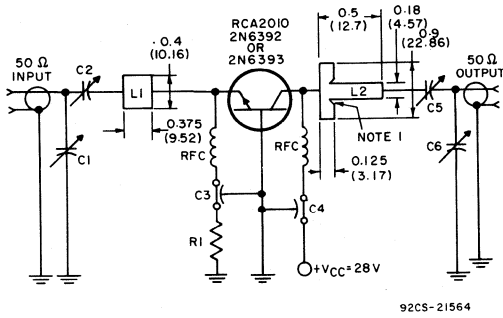 RCA2010
2N6392
OR
2N6393
0.5
(12.7)
0.18
(4.57)
0.9
(22.86)
0.4
(10.16)
50 Ω
INPUT
C2
L1
L2
50 Ω
OUTPUT
C5
0.375
(9.52)
NOTE 1
C1
RFC
RFC
0.125
(3.17)
C6
C3
C4
R1
+VCC=28V
92CS-21564